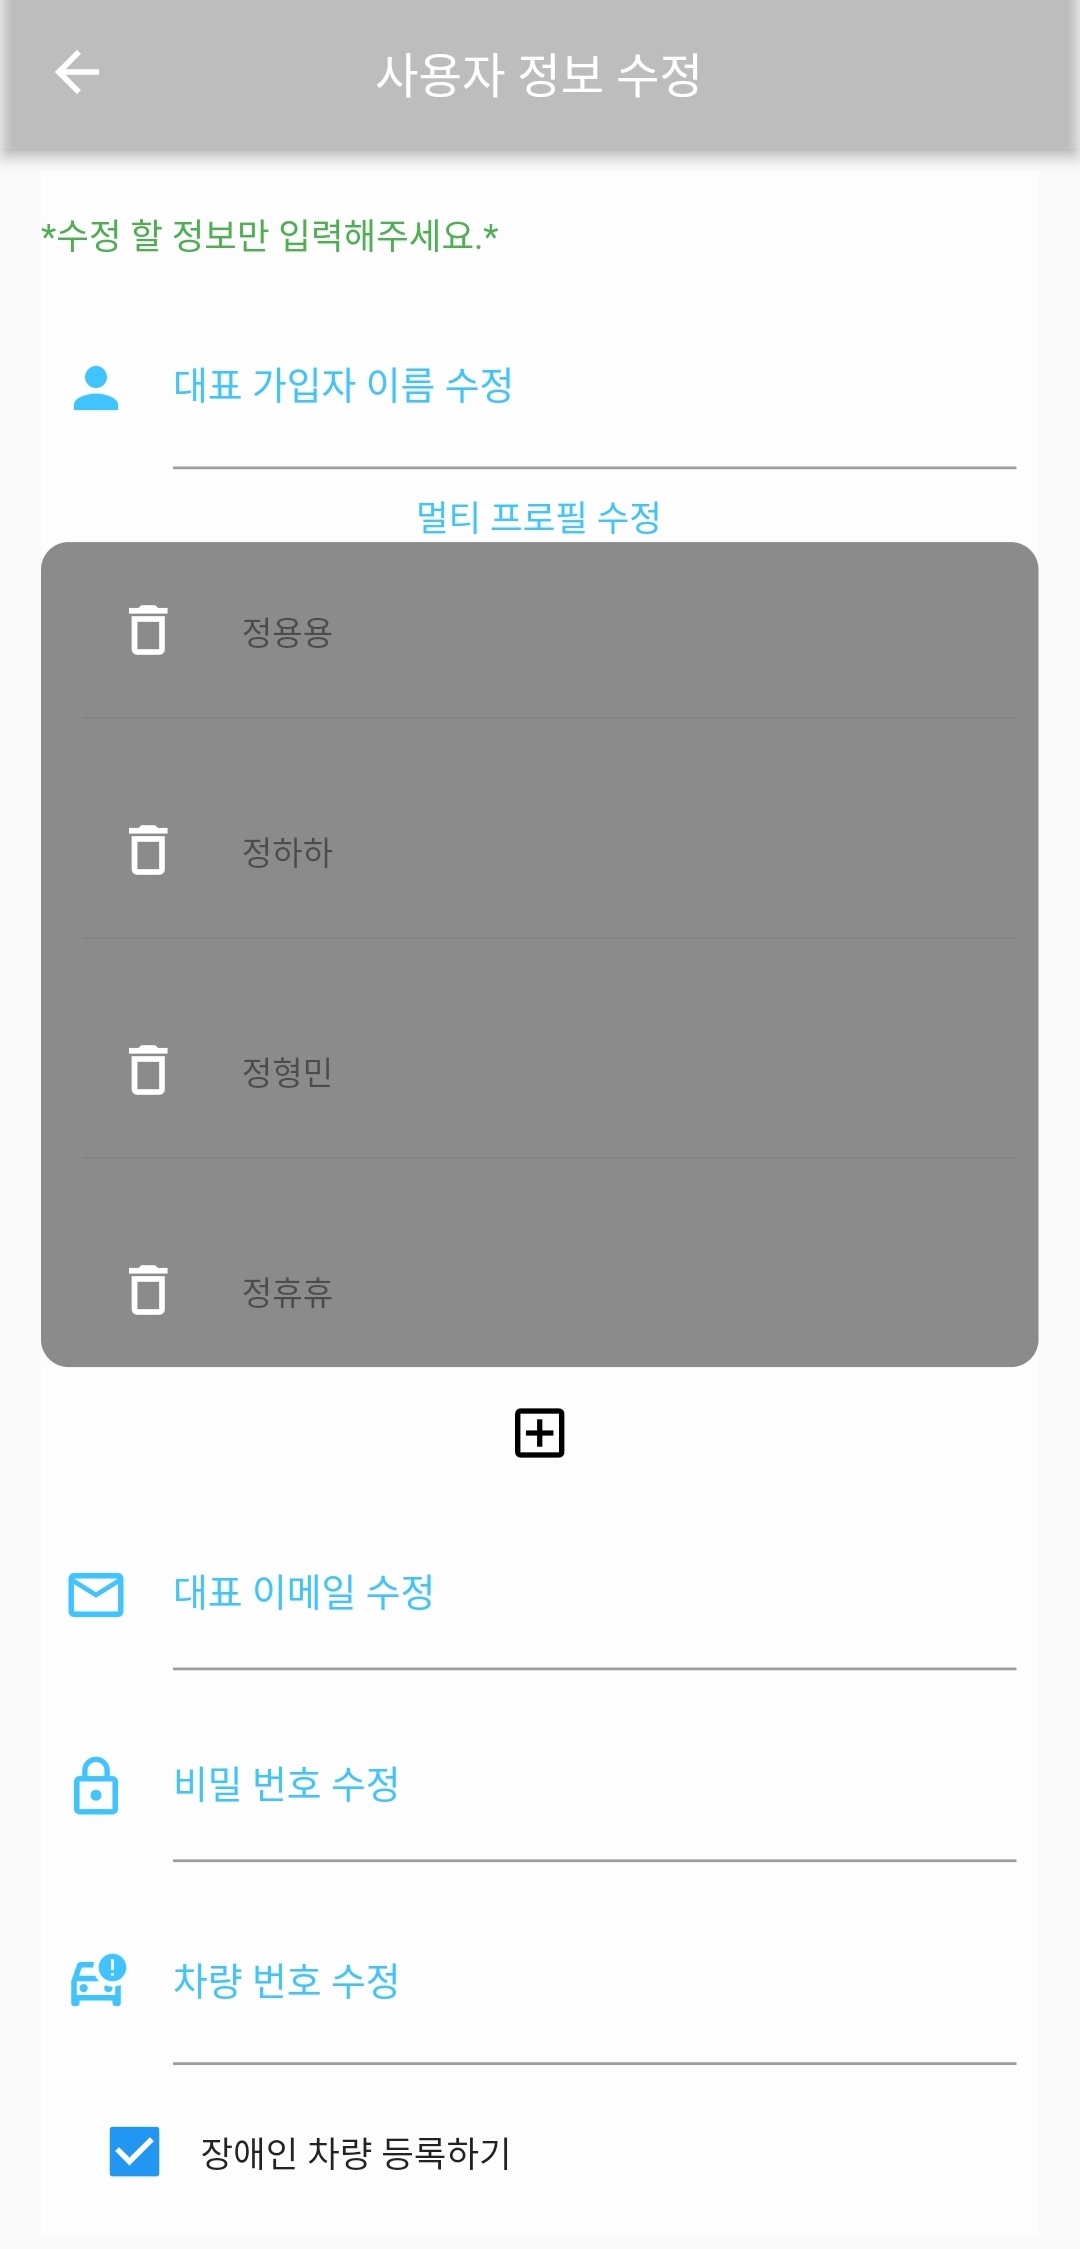 사용자 정보 수정
*수정 할 정보만 입력해주세요.*
대표 가입자 이름 수정
멀티 프로필 수정
정용용
정하하
정형민
정휴휴
대표 이메일 수정
비밀 번호 수정
차량 번호 수정
장애인 차량 등록하기